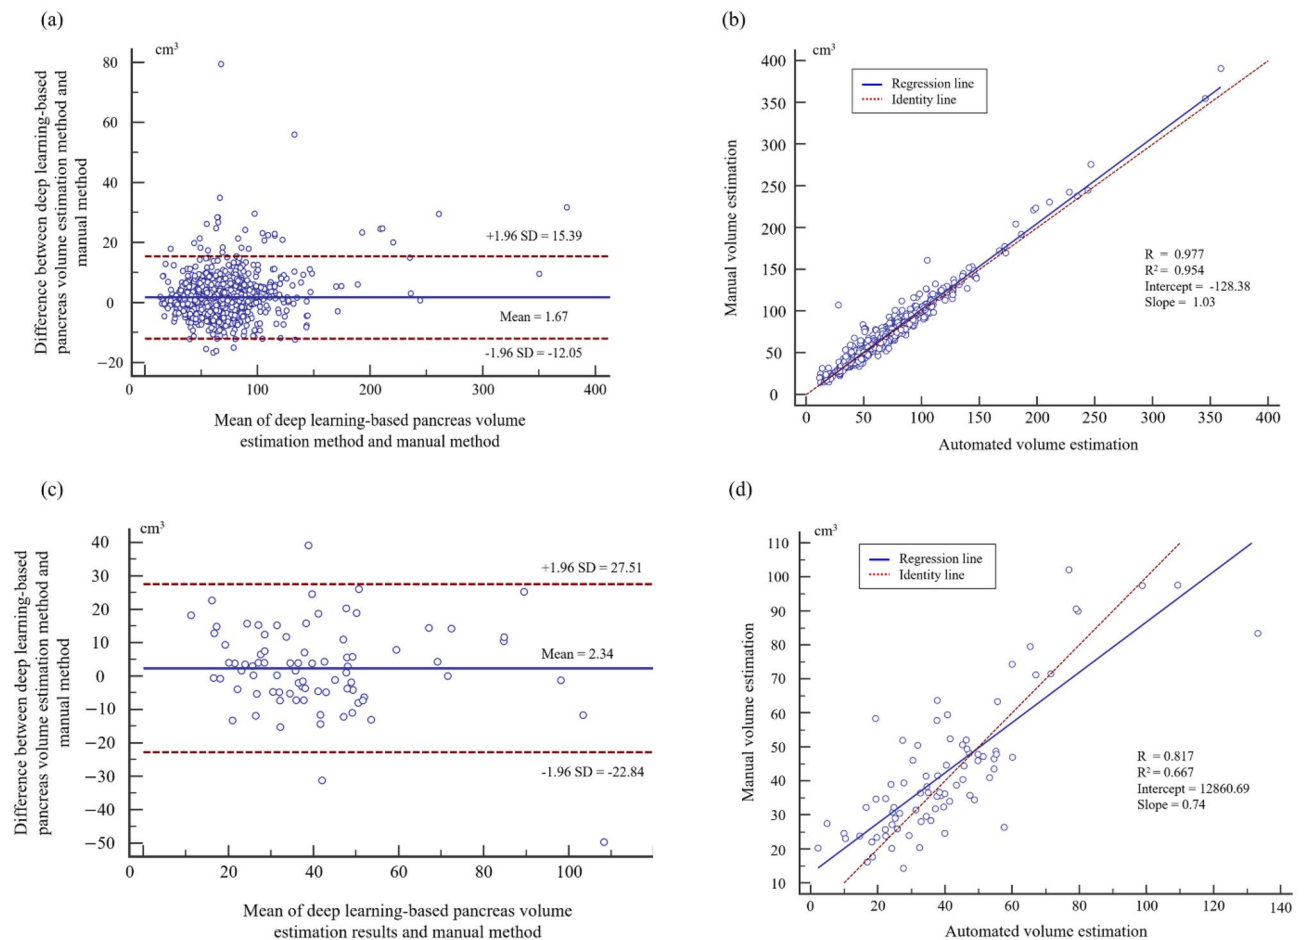 (a)
cm³
Difference between deep learning-based
pancreas volume estimation method and
manual method
80
60
40
20
0
−20
+1.96 SD = 15.39
Mean = 1.67
-1.96 SD = -12.05
0
100
200
300
400
Mean of deep learning-based pancreas volume
estimation method and manual method
(b)
cm³
Manual volume estimation
400
350
300
250
200
150
100
50
0
Regression line
Identity line
R = 0.977
R² = 0.954
Intercept = -128.38
Slope = 1.03
0
50
100
150
200
250
300
350
400
Automated volume estimation
(c)
cm³
Difference between deep learning-based
pancreas volume estimation method and
manual method
40
30
20
10
0
−10
−20
−30
−40
−50
+1.96 SD = 27.51
Mean = 2.34
-1.96 SD = -22.84
0
20
40
60
80
100
Mean of deep learning-based pancreas volume
estimation results and manual method
(d)
cm³
Manual volume estimation
110
100
90
80
70
60
50
40
30
20
10
Regression line
Identity line
R = 0.817
R² = 0.667
Intercept = 12860.69
Slope = 0.74
0
20
40
60
80
100
120
140
Automated volume estimation